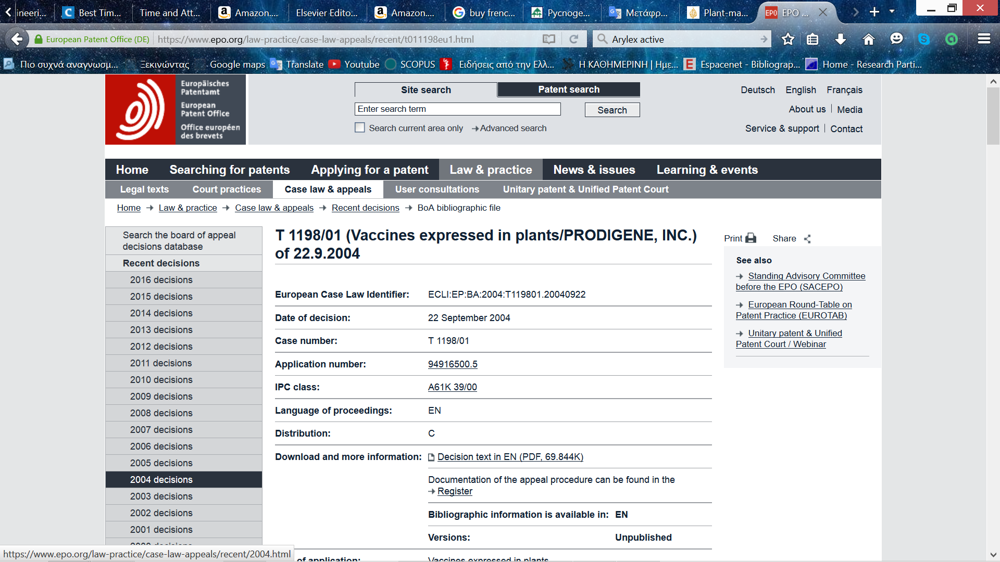 ineeri...
Best Tim...
Time and Att...
Amazon....
Elsevier Edito...
Amazon....
buy frenc...
Pycnoge...
Μετάφρ...
Plant-ma...
EPO EPO ...
European Patent Office (DE)
https://www.epo.org/law-practice/case-law-appeals/recent/t011198eu1.html
Arylex active
Πιο συχνά αναγνωσμ...
Ξεκινώντας
Google maps
Translate
Youtube
SCOPUS
Ειδήσεις από την Ελλ...
Η ΚΑΘΗΜΕΡΙΝΗ | Ημε...
Espacenet - Bibliograp...
Home - Research Parti...
Europäisches
Patentamt
European
Patent Office
Office européen
des brevets
Site search
Patent search
Enter search term
Search
Search current area only
Advanced search
Deutsch English Français
About us | Media
Service & support | Contact
Home
Searching for patents
Applying for a patent
Law & practice
News & issues
Learning & events
Legal texts
Court practices
Case law & appeals
User consultations
Unitary patent & Unified Patent Court
Home → Law & practice → Case law & appeals → Recent decisions → BoA bibliographic file
Search the board of appeal
decisions database
Recent decisions
2016 decisions
2015 decisions
2014 decisions
2013 decisions
2012 decisions
2011 decisions
2010 decisions
2009 decisions
2008 decisions
2007 decisions
2006 decisions
2005 decisions
2004 decisions
2003 decisions
2002 decisions
2001 decisions
T 1198/01 (Vaccines expressed in plants/PRODIGENE, INC.)
of 22.9.2004
European Case Law Identifier: ECLI:EP:BA:2004:T119801.20040922
Date of decision: 22 September 2004
Case number: T 1198/01
Application number: 94916500.5
IPC class: A61K 39/00
Language of proceedings: EN
Distribution: C
Download and more information: Decision text in EN (PDF, 69.844K)
Documentation of the appeal procedure can be found in the
→ Register
Bibliographic information is available in: EN
Versions: Unpublished
of application: Vaccines expressed in plants
Print
Share
See also
→ Standing Advisory Committee
before the EPO (SACEPO)
→ European Round-Table on
Patent Practice (EUROTAB)
→ Unitary patent & Unified
Patent Court / Webinar
https://www.epo.org/law-practice/case-law-appeals/recent/2004.html